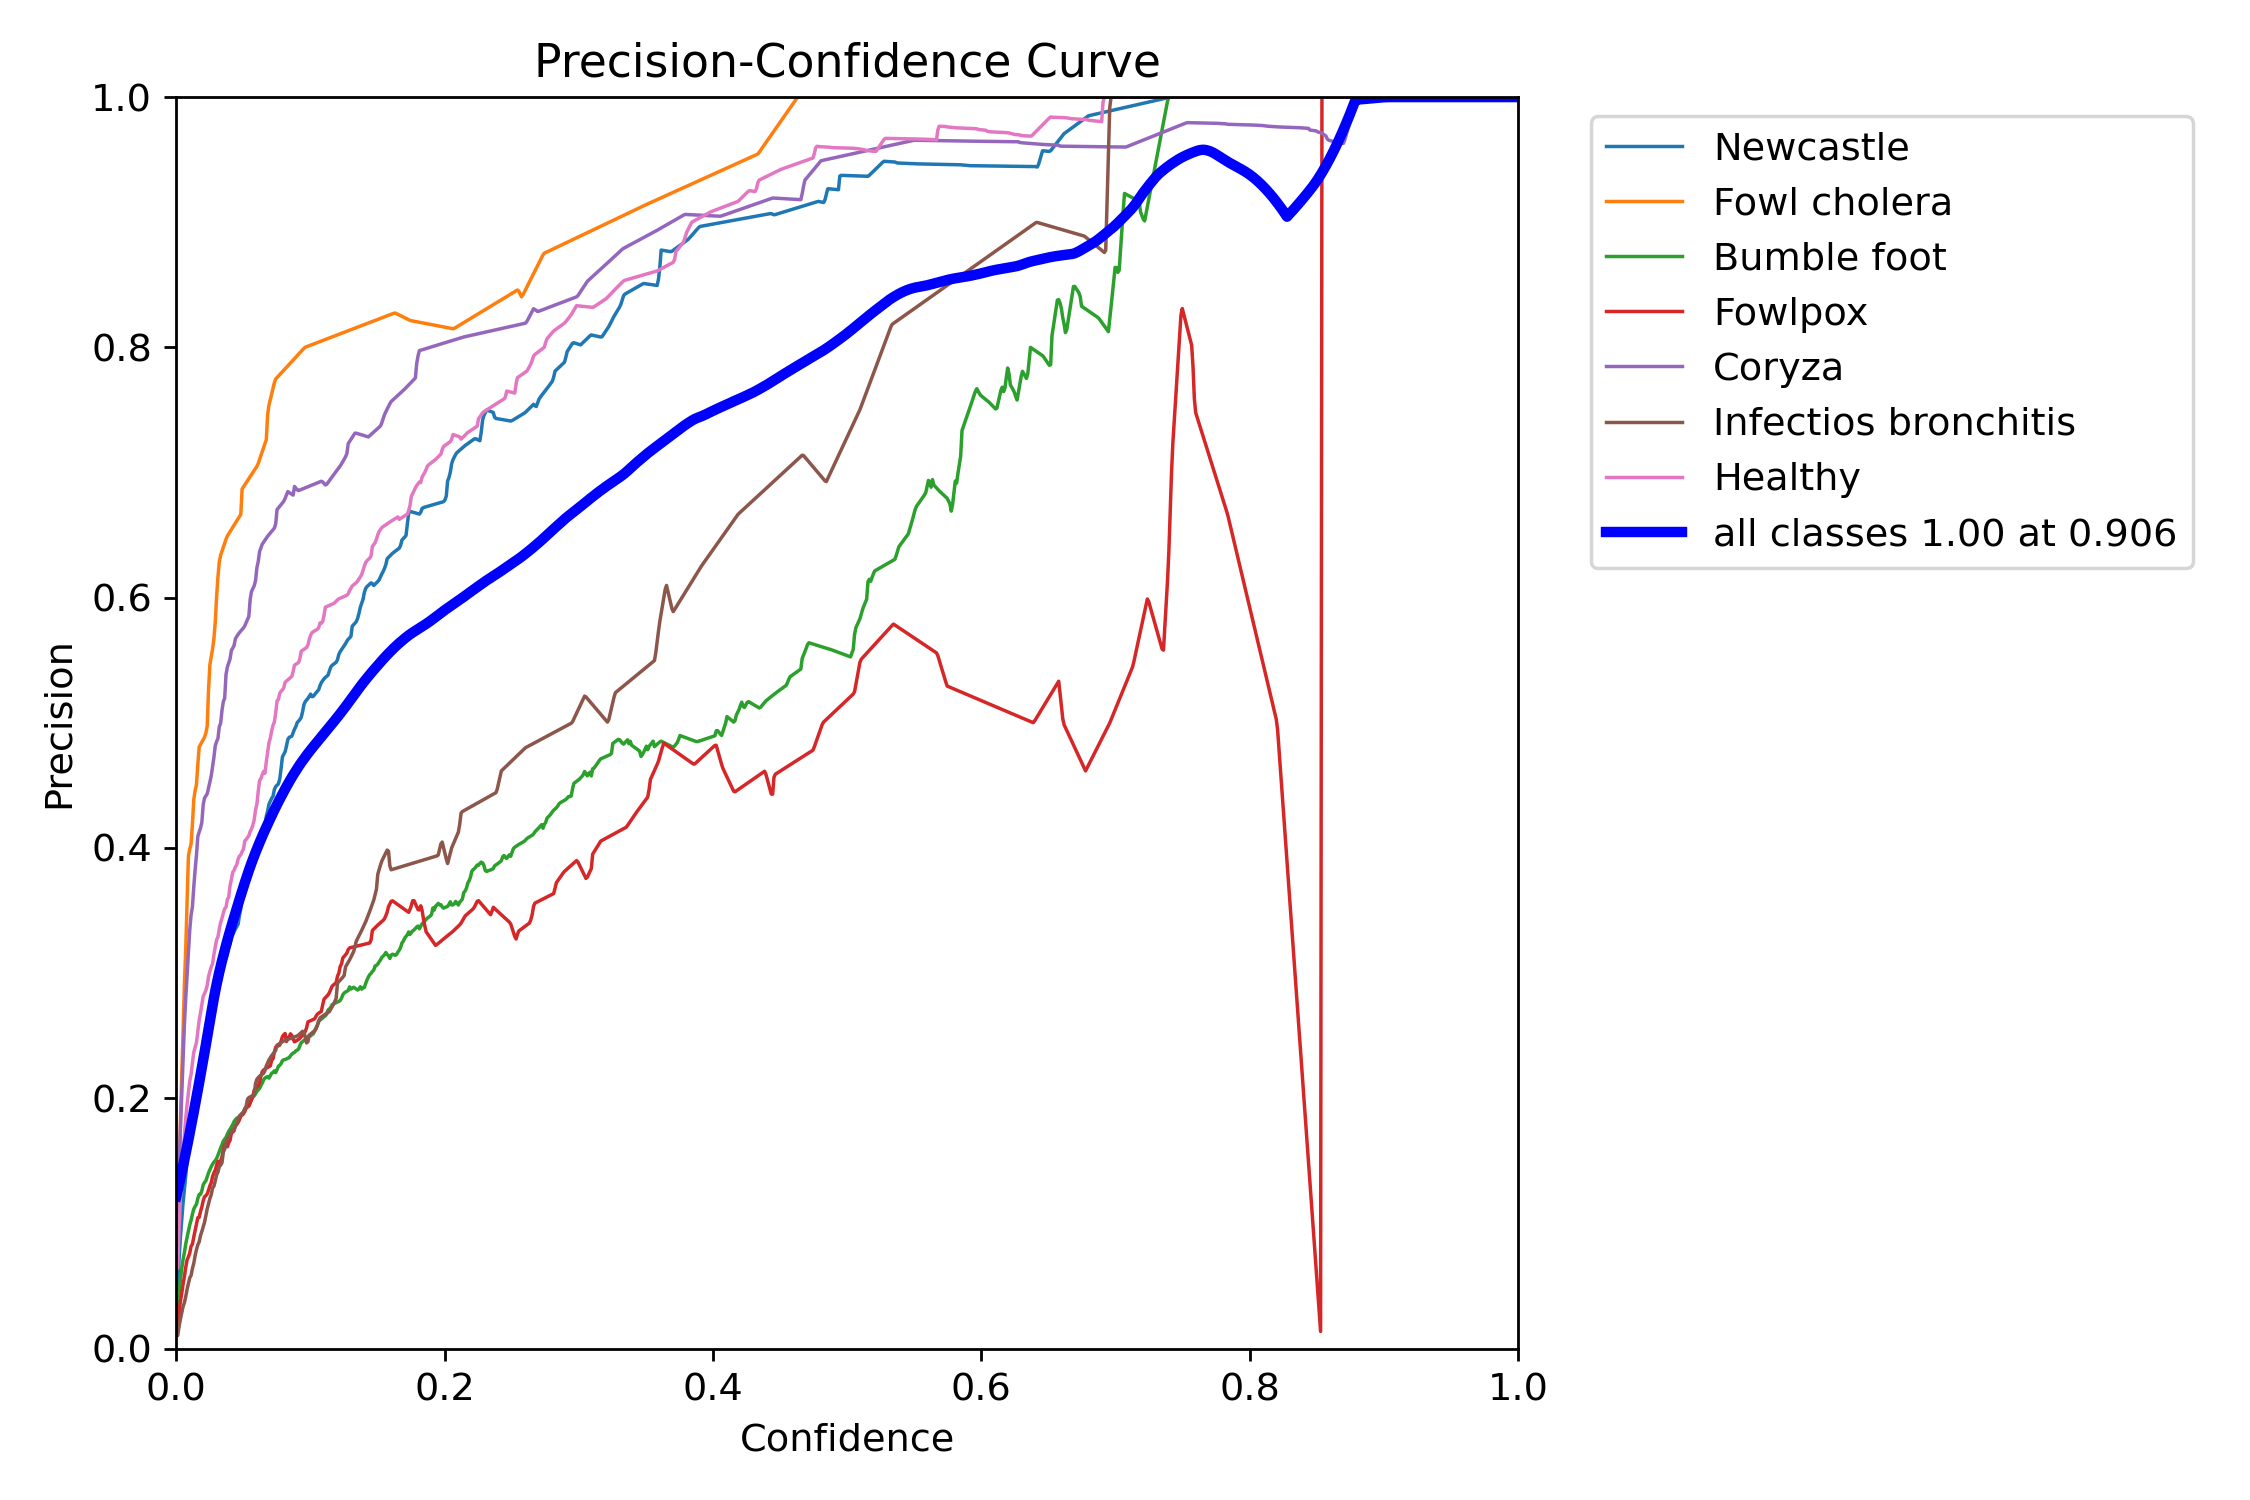 Precision-Confidence Curve
1.0
0.8
0.6
0.4
0.2
0.0
Precision
0.0 0.2 0.4 0.6 0.8 1.0
Confidence
Newcastle
Fowl cholera
Bumble foot
Fowlpox
Coryza
Infectios bronchitis
Healthy
all classes 1.00 at 0.906